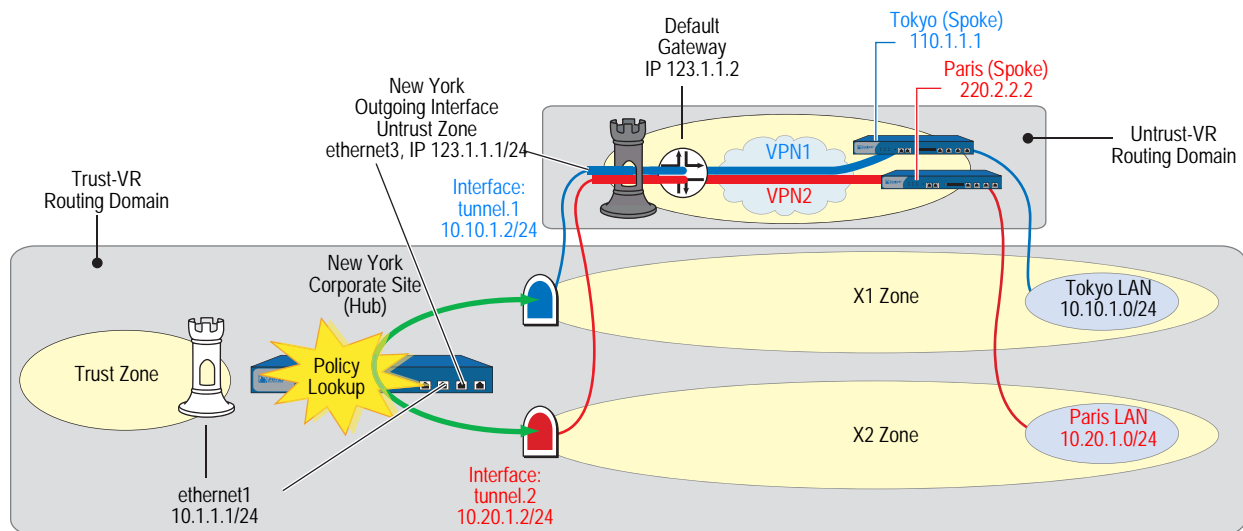 Tokyo (Spoke)
110.1.1.1
Default
Gateway
IP 123.1.1.2
Paris (Spoke)
220.2.2.2
New York
Outgoing Interface
Untrust Zone
ethernet3, IP 123.1.1.1/24
Untrust-VR
Routing Domain
VPN1
VPN2
Trust-VR
Routing Domain
Interface:
tunnel.1
10.10.1.2/24
New York
Corporate Site
(Hub)
X1 Zone
Tokyo LAN
10.10.1.0/24
Trust Zone
Policy
Lookup
X2 Zone
Paris LAN
10.20.1.0/24
ethernet1
10.1.1.1/24
Interface:
tunnel.2
10.20.1.2/24